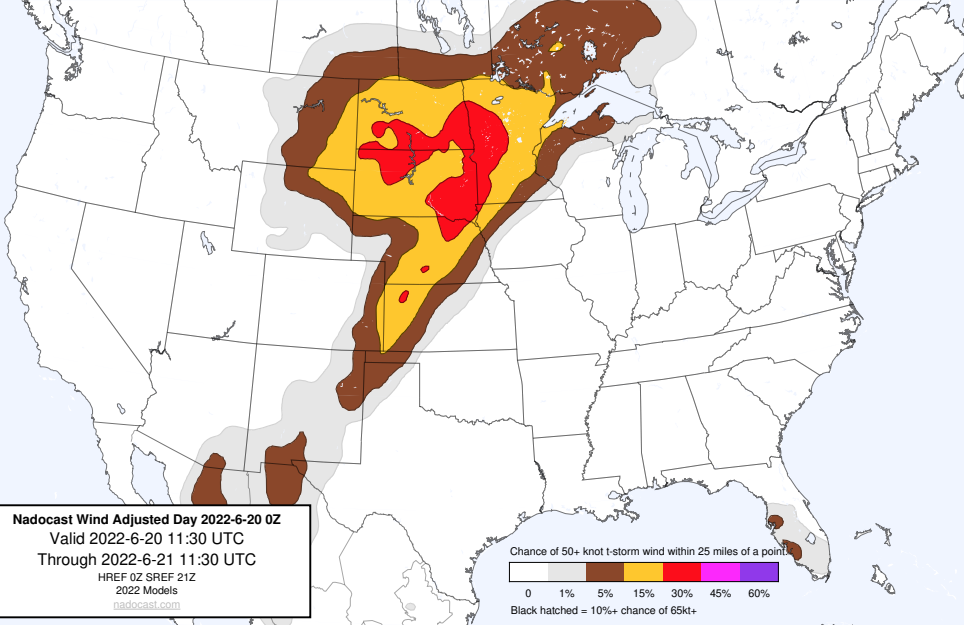 Nadocast Wind Adjusted Day 2022-6-20 0Z
Valid 2022-6-20 11:30 UTC
Through 2022-6-21 11:30 UTC
HREF 0Z SREF 21Z
2022 Models
nadocast.com
Chance of 50+ knot t-storm wind within 25 miles of a point.
0 1% 5% 15% 30% 45% 60%
Black hatched = 10%+ chance of 65kt+